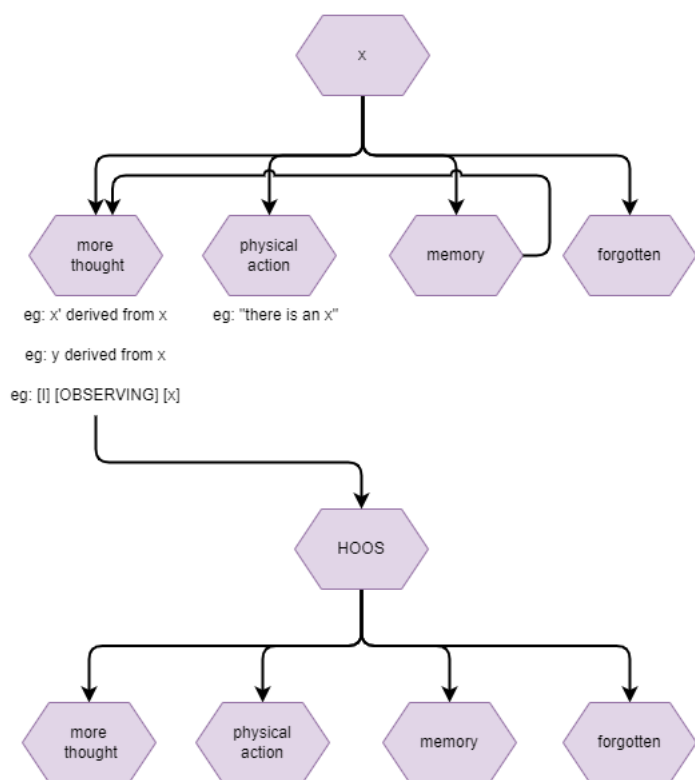 x
more
thought
physical
action
memory
forgotten
eg: x' derived from x
eg: "there is an x"
eg: y derived from x
eg: [I] [OBSERVING] [x]
HOOS
more
thought
physical
action
memory
forgotten